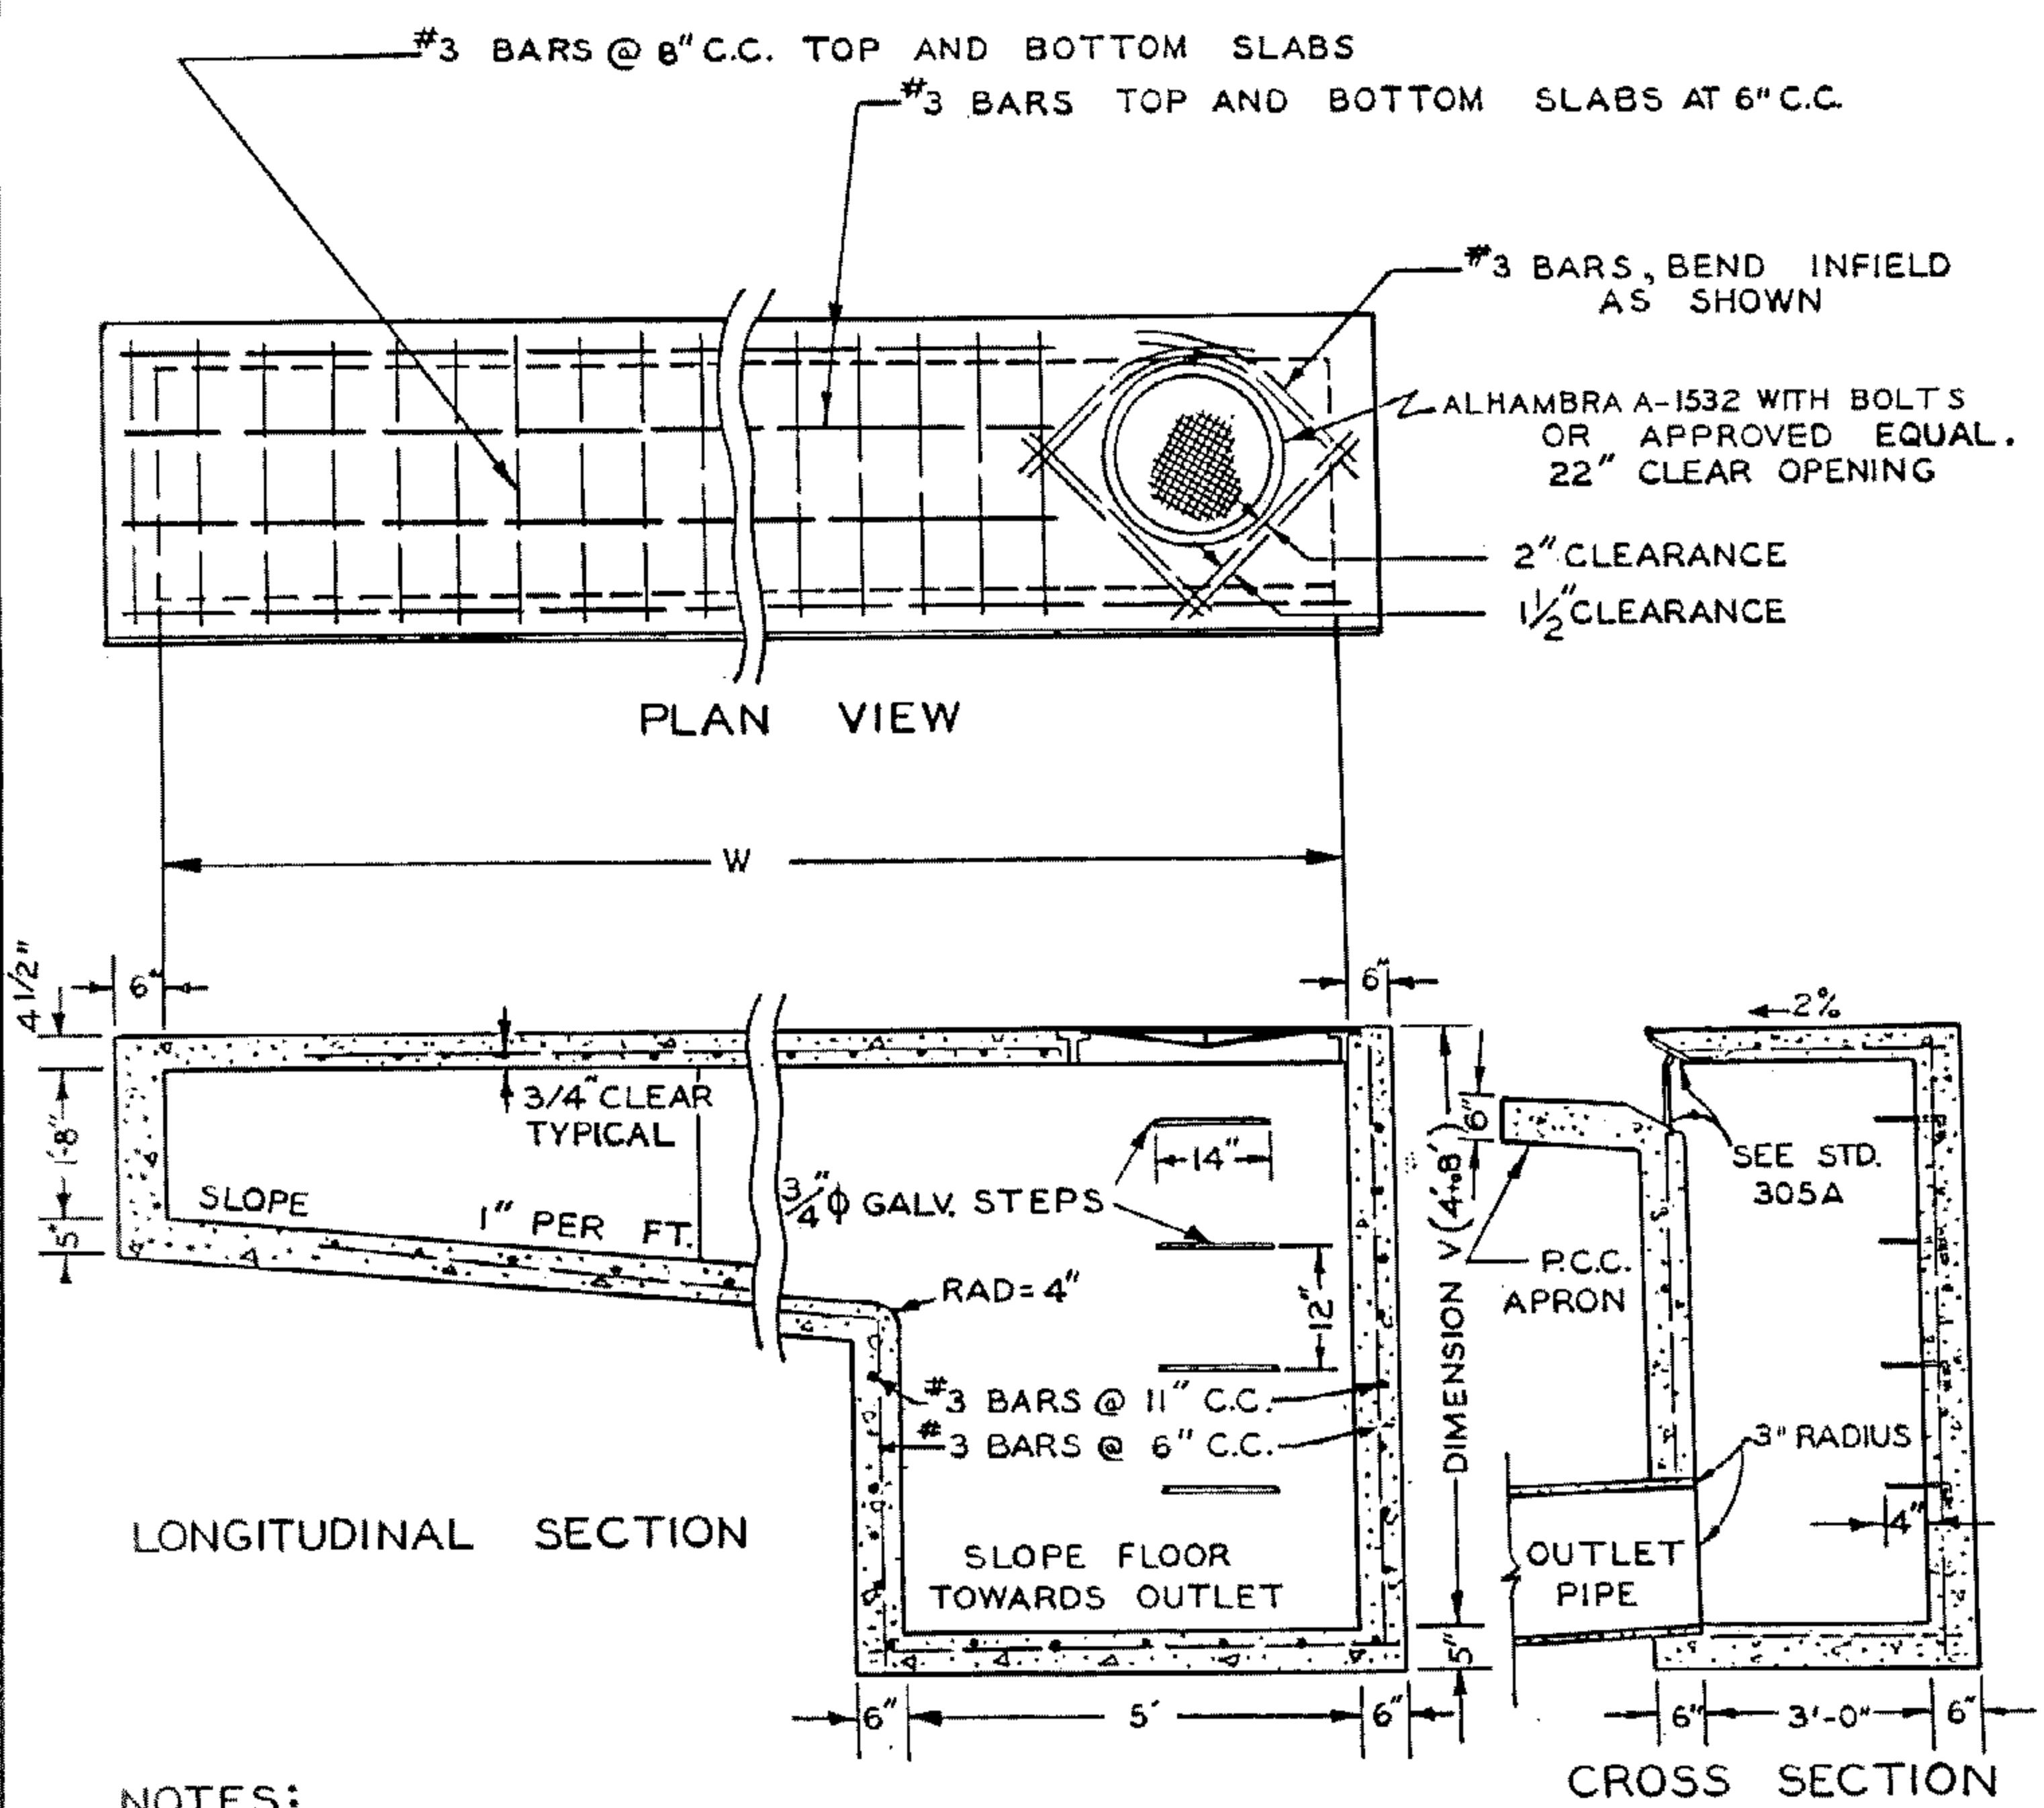 #3 BARS @ 8" C.C. TOP AND BOTTOM SLABS
#3 BARS TOP AND BOTTOM SLABS AT 6" C.C.
#3 BARS, BEND INFIELD
AS SHOWN
ALHAMBRA A-1532 WITH BOLTS
OR APPROVED EQUAL.
22" CLEAR OPENING
2" CLEARANCE
1 1/2" CLEARANCE
PLAN VIEW
W
4 1/2"
6"
6"
2%
1'-8"
5"
3/4" CLEAR
TYPICAL
SLOPE 1" PER FT.
14"
3/4" ϕ GALV. STEPS
12"
RAD = 4"
#3 BARS @ 11" C.C.
#3 BARS @ 6" C.C.
DIMENSION V (4'-8')
6"
SEE STD.
305A
P.C.C.
APRON
3" RADIUS
4"
OUTLET
PIPE
LONGITUDINAL SECTION
SLOPE FLOOR
TOWARDS OUTLET
5"
6"
5'
6"
6"
3'-0"
6"
CROSS SECTION
NOTES: